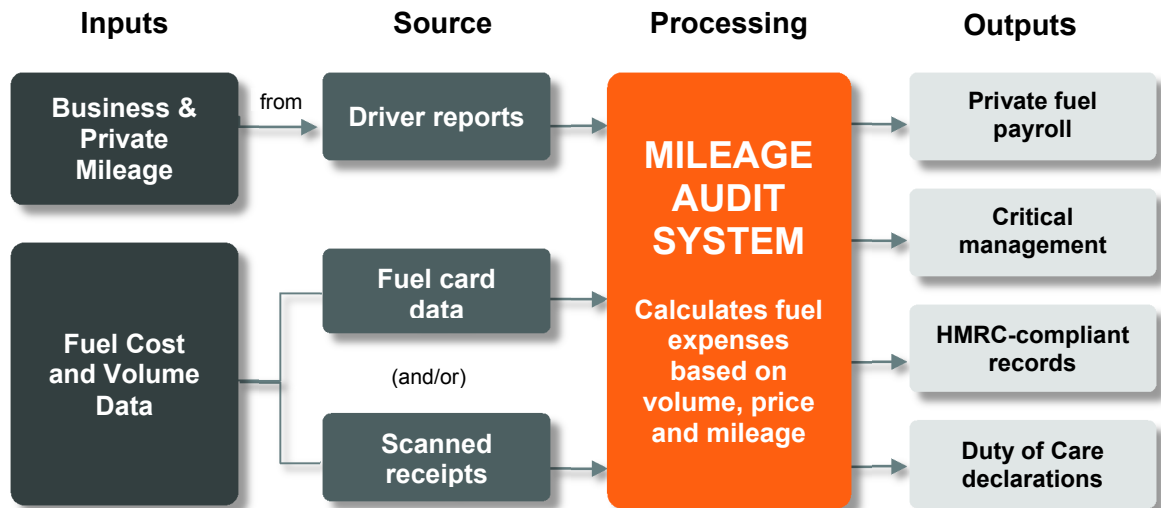 Inputs
Source
Processing
Outputs
Business &
Private
Mileage
from
Driver reports
Fuel Cost
and Volume
Data
Fuel card
data
(and/or)
Scanned
receipts
MILEAGE
AUDIT
SYSTEM
Calculates fuel
expenses
based on
volume, price
and mileage
Private fuel
payroll
Critical
management
HMRC-compliant
records
Duty of Care
declarations